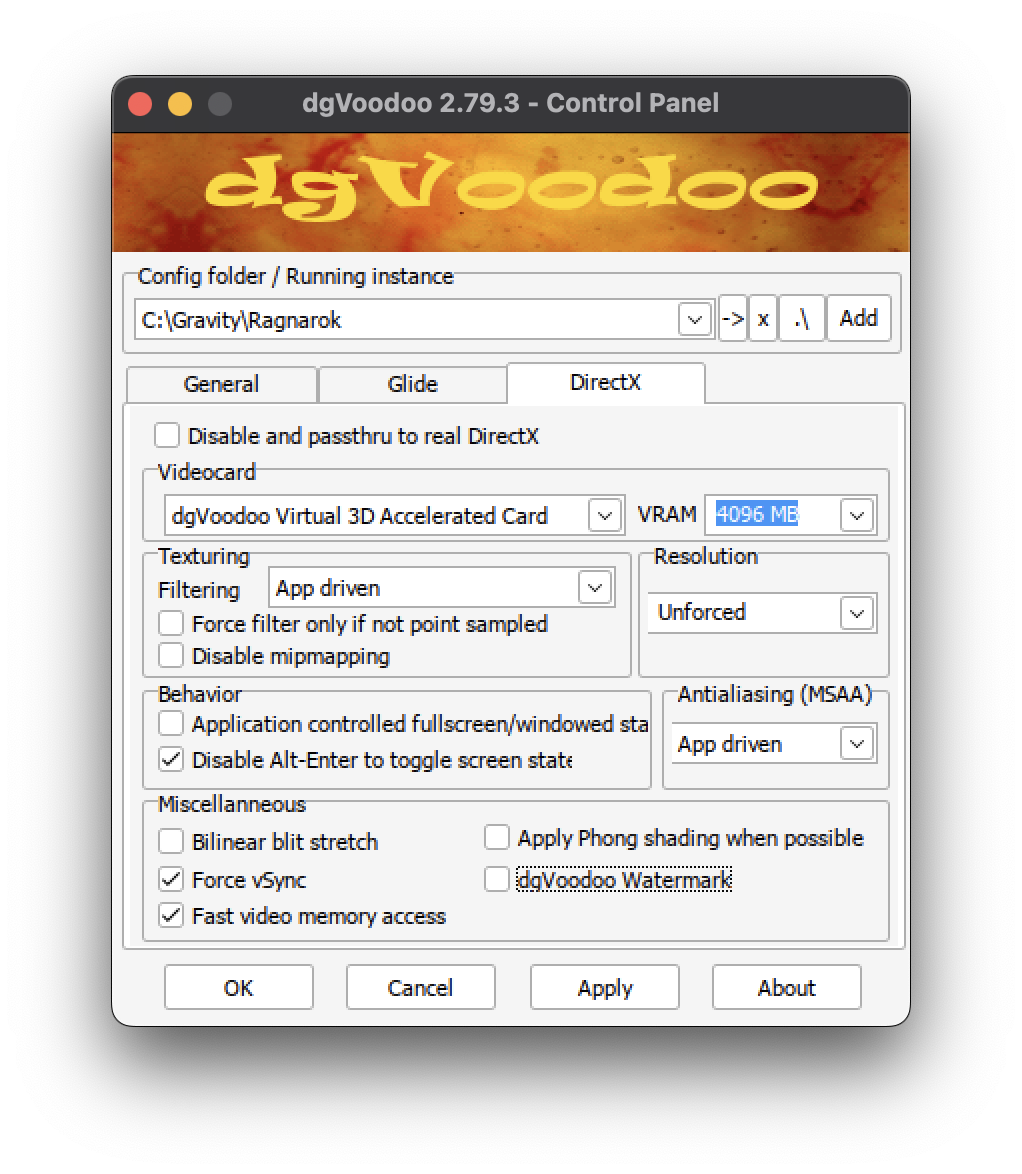 dgVoodoo 2.79.3 - Control Panel
dgVoodoo
Config folder / Running instance
C:\Gravity\Ragnarok
-> x .\ Add
General Glide DirectX
Disable and passthru to real DirectX
Videocard
dgVoodoo Virtual 3D Accelerated Card VRAM 4096 MB
Texturing
Filtering App driven
Force filter only if not point sampled
Disable mipmapping
Resolution
Unforced
Behavior
Application controlled fullscreen/windowed sta
Disable Alt-Enter to toggle screen state
Antialiasing (MSAA)
App driven
Miscellaneous
Bilinear blit stretch
Force vSync
Fast video memory access
Apply Phong shading when possible
dgVoodoo Watermark
OK Cancel Apply About